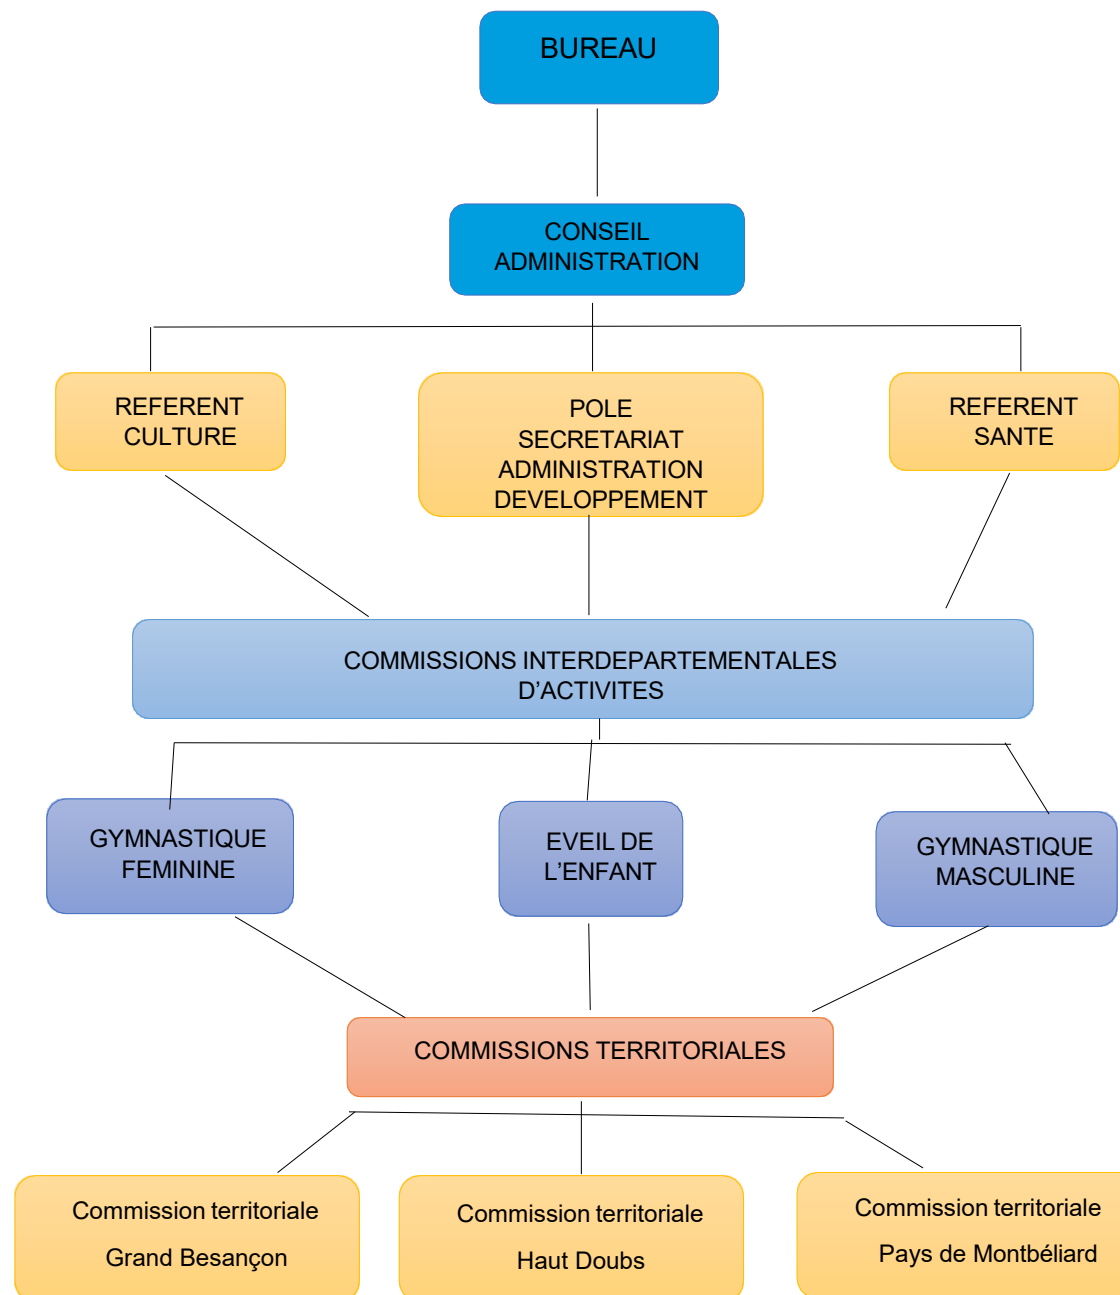 BUREAU
CONSEIL
ADMINISTRATION
REFERENT
CULTURE
POLE
SECRETARIAT
ADMINISTRATION
DEVELOPPEMENT
REFERENT
SANTE
COMMISSIONS INTERDEPARTEMENTALES
D’ACTIVITES
GYMNASTIQUE
FEMININE
EVEIL DE
L’ENFANT
GYMNASTIQUE
MASCULINE
COMMISSIONS TERRITORIALES
Commission territoriale
Grand Besançon
Commission territoriale
Haut Doubs
Commission territoriale
Pays de Montbéliard